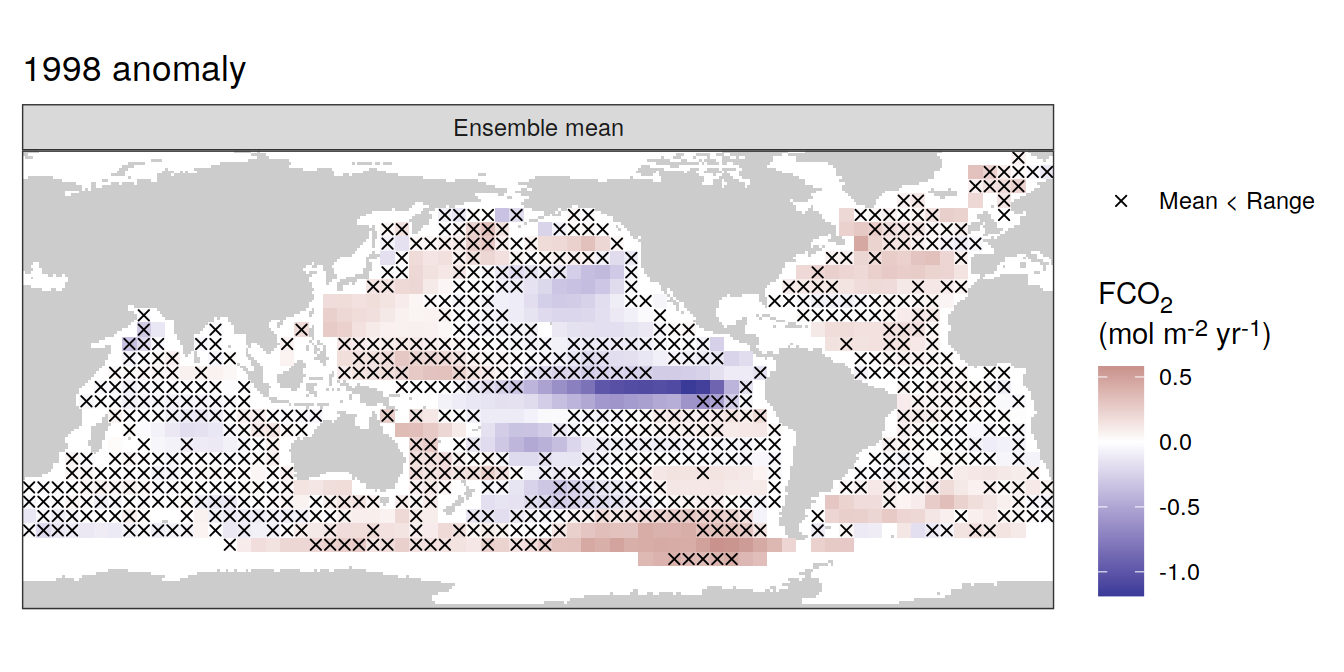 1998 anomaly
Ensemble mean
× Mean < Range
FCO₂
(mol m⁻² yr⁻¹)
0.5
0.0
-0.5
-1.0